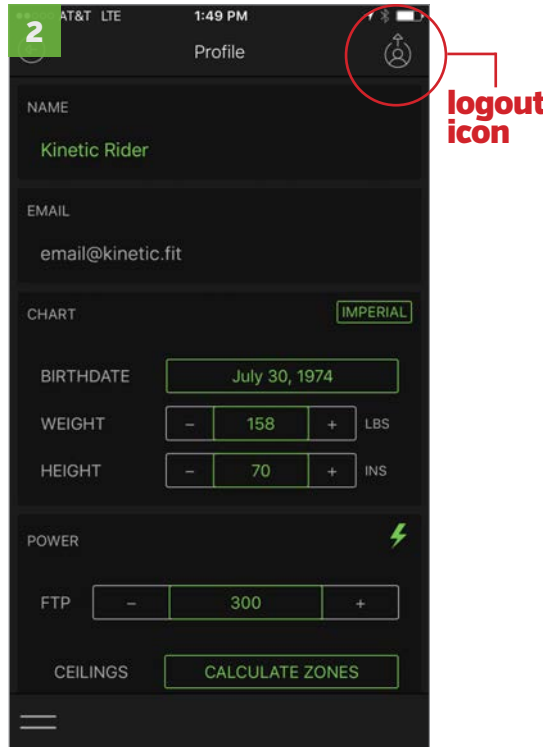 2
AT&T LTE 1:49 PM
Profile
logout
icon
NAME
Kinetic Rider
EMAIL
email@kinetic.fit
CHART IMPERIAL
BIRTHDATE July 30, 1974
WEIGHT – 158 + LBS
HEIGHT – 70 + INS
POWER
FTP – 300 +
CEILINGS CALCULATE ZONES